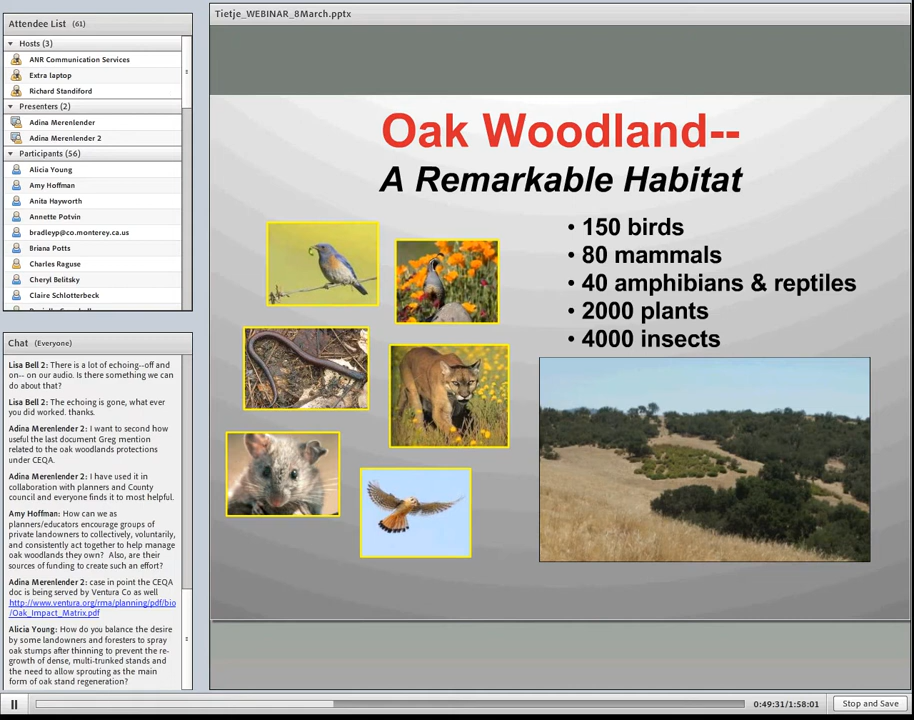 Attendee List (61)
Hosts (3)
ANR Communication Services
Extra laptop
Richard Standiford
Presenters (2)
Adina Merenlender
Adina Merenlender 2
Participants (56)
Alicia Young
Amy Hoffman
Anita Hayworth
Annette Potvin
bradleyp@co.monterey.ca.us
Briana Potts
Charles Raguse
Cheryl Belitsky
Claire Schlotterbeck
Chat (Everyone)
Lisa Bell 2: There is a lot of echoing--off and
on-- on our audio. Is there something we can
do about that?
Lisa Bell 2: The echoing is gone, what ever
you did worked. thanks.
Adina Merenlender 2: I want to second how
useful the last document Greg mention
related to the oak woodlands protections
under CEQA.
Adina Merenlender 2: I have used it in
collaboration with planners and County
council and everyone finds it to most helpful.
Amy Hoffman: How can we as
planners/educators encourage groups of
private landowners to collectively, voluntarily,
and consistently act together to help manage
oak woodlands they own? Also, are their
sources of funding to create such an effort?
Adina Merenlender 2: case in point the CEQA
doc is being served by Ventura Co as well
http://www.ventura.org/rma/planning/pdf/bio
/Oak_Impact_Matrix.pdf
Alicia Young: How do you balance the desire
by some landowners and foresters to spray
oak stumps after thinning to prevent the re-
growth of dense, multi-trunked stands and
the need to allow sprouting as the main
form of oak stand regeneration?
Tietje_WEBINAR_8March.pptx
Oak Woodland--
A Remarkable Habitat
• 150 birds
• 80 mammals
• 40 amphibians & reptiles
• 2000 plants
• 4000 insects
0:49:31/1:58:01
Stop and Save